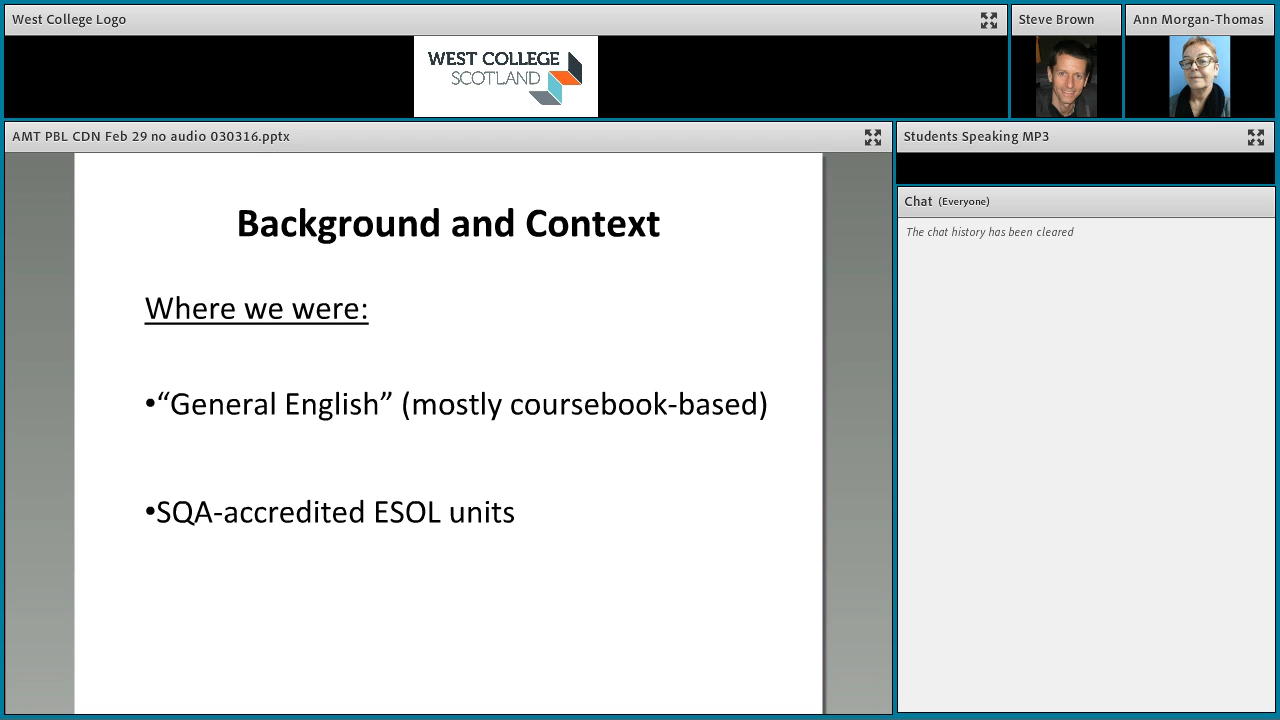 West College Logo
Steve Brown
Ann Morgan-Thomas
WEST COLLEGE
SCOTLAND
AMT PBL CDN Feb 29 no audio 030316.pptx
Students Speaking MP3
Chat (Everyone)
The chat history has been cleared
Background and Context
Where we were:
•“General English” (mostly coursebook-based)
•SQA-accredited ESOL units